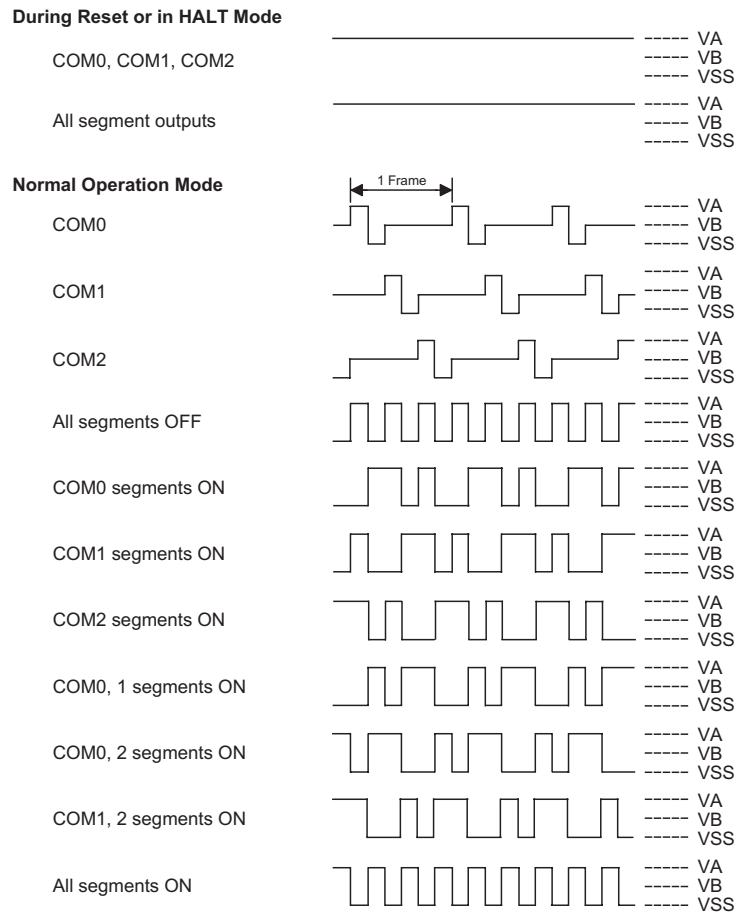 During Reset or in HALT Mode
VA
COM0, COM1, COM2
VB
VSS
VA
All segment outputs
VB
VSS
Normal Operation Mode
1 Frame
VA
COM0
VB
VSS
VA
COM1
VB
VSS
VA
COM2
VB
VSS
VA
All segments OFF
VB
VSS
VA
COM0 segments ON
VB
VSS
VA
COM1 segments ON
VB
VSS
VA
COM2 segments ON
VB
VSS
VA
COM0, 1 segments ON
VB
VSS
VA
COM0, 2 segments ON
VB
VSS
VA
COM1, 2 segments ON
VB
VSS
VA
All segments ON
VB
VSS